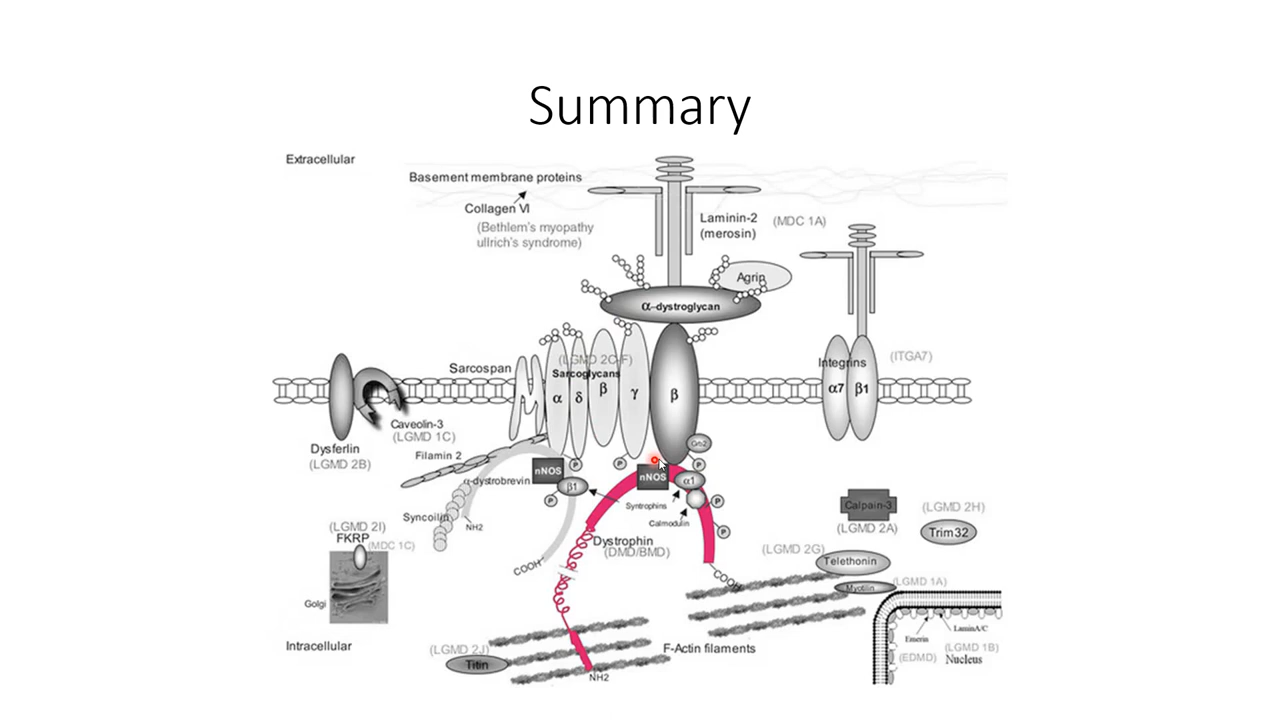 Summary
Extracellular
Basement membrane proteins
Collagen VI
(Bethlem's myopathy
ullrich's syndrome)
Laminin-2
(merosin)
(MDC 1A)
Agrin
α-dystroglycan
Sarcospan
(LGMD 2C-F)
Sarcoglycans
α
δ
β
γ
β
Integrins
(ITGA7)
α7
β1
Caveolin-3
(LGMD 1C)
Dysferlin
(LGMD 2B)
Filamin 2
Grb2
P
P
P
nNOS
nNOS
α-dystrobrevin
β1
α1
P
P
Syntrophins
Calmodulin
Syncoilin
NH2
P
Calpain-3
(LGMD 2A)
(LGMD 2H)
Trim32
(LGMD 2I)
FKRP
(MDC 1C)
Dystrophin
(DMD/BMD)
(LGMD 2G)
Telethonin
COOH
COOH
Myotilin
(LGMD 1A)
Golgi
Emerin
LaminA/C
Intracellular
(LGMD 2J)
Titin
F-Actin filaments
(EDMD)
(LGMD 1B)
Nucleus
NH2